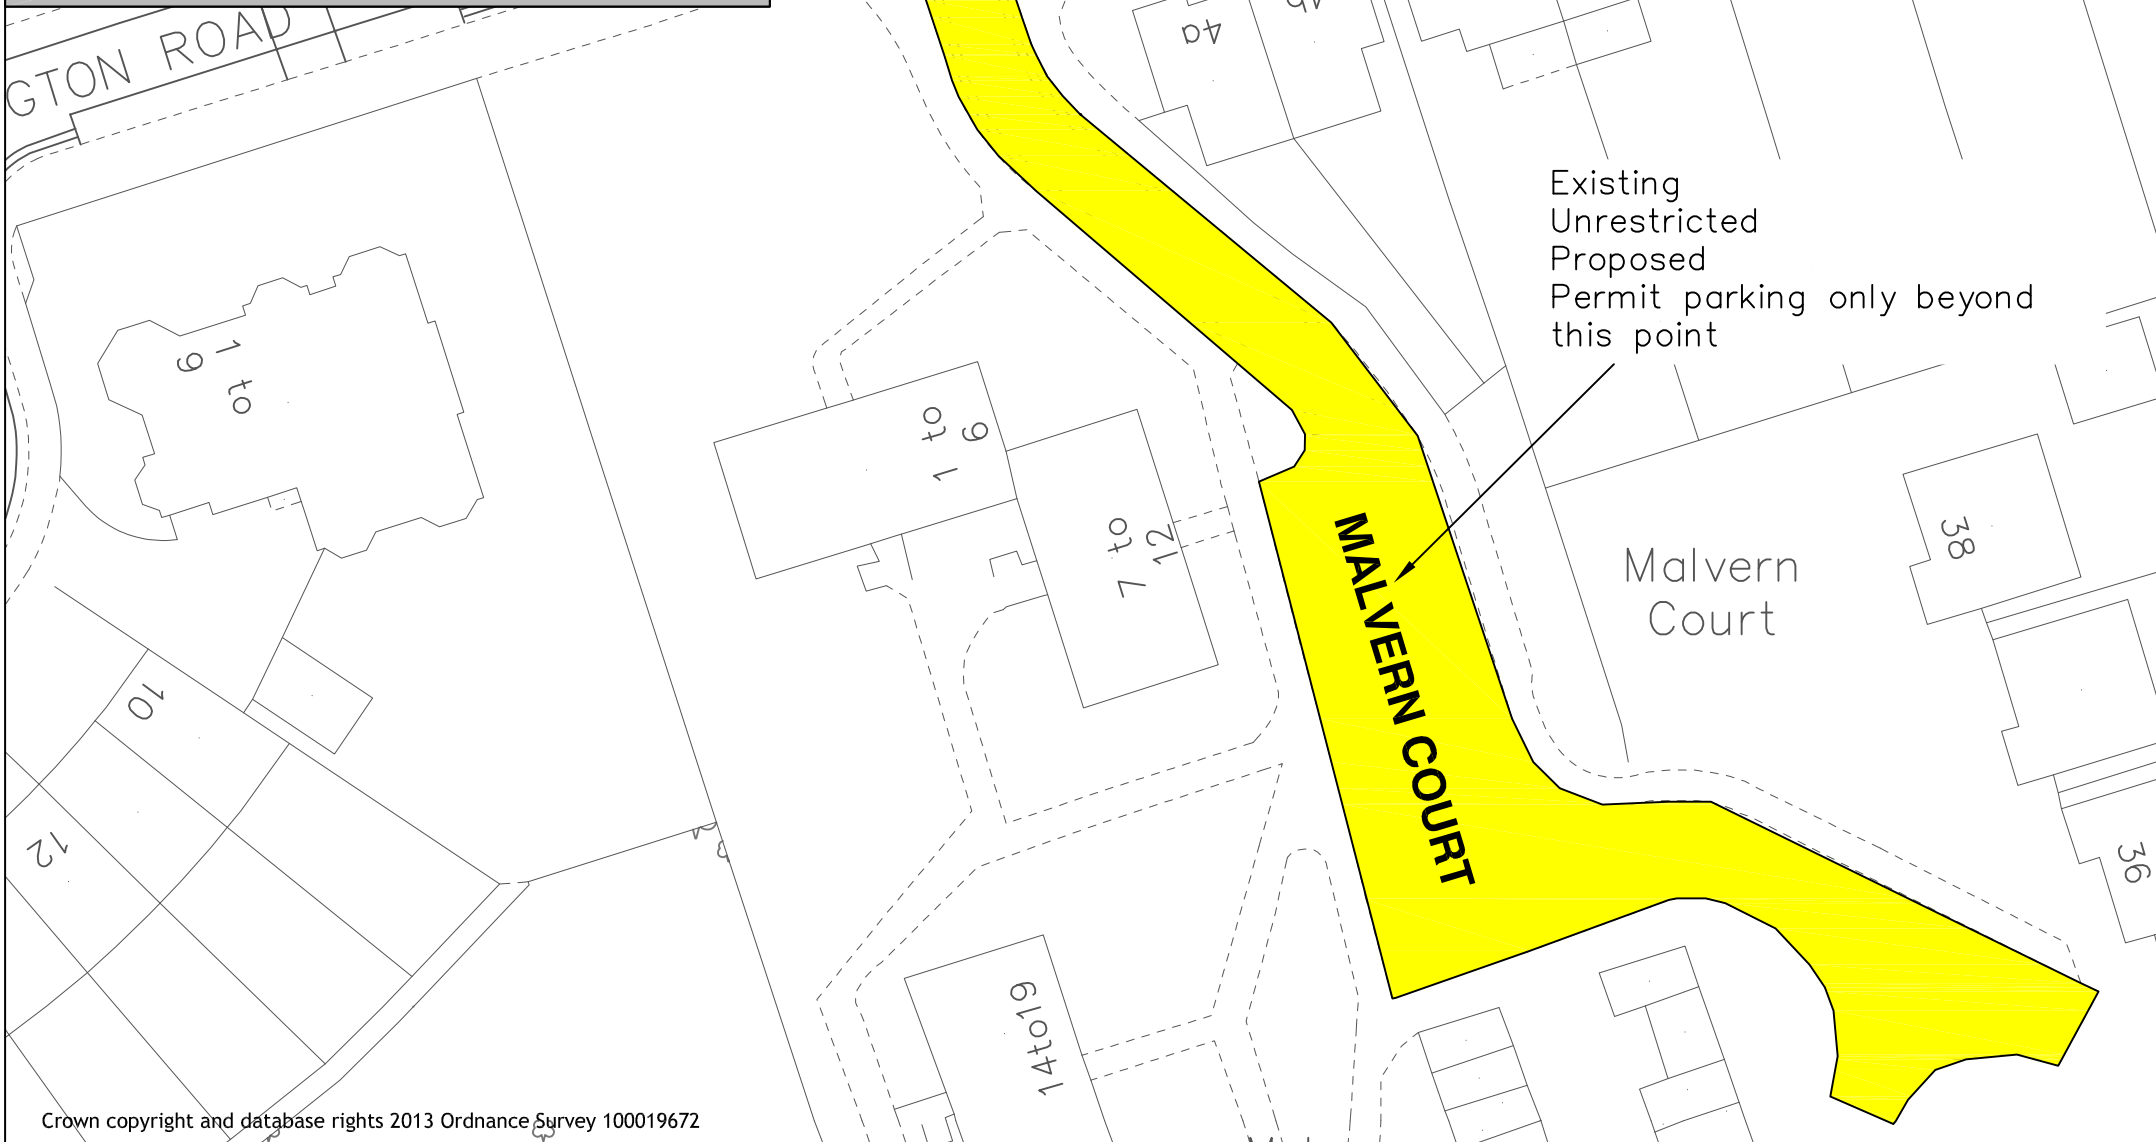 GTON ROAD
4a
4b
Existing
Unrestricted
Proposed
Permit parking only beyond
this point
1 to 9
1 to 9
7 to 12
38
Malvern
Court
MALVERN COURT
10
12
36
14to19
Crown copyright and database rights 2013 Ordnance Survey 100019672